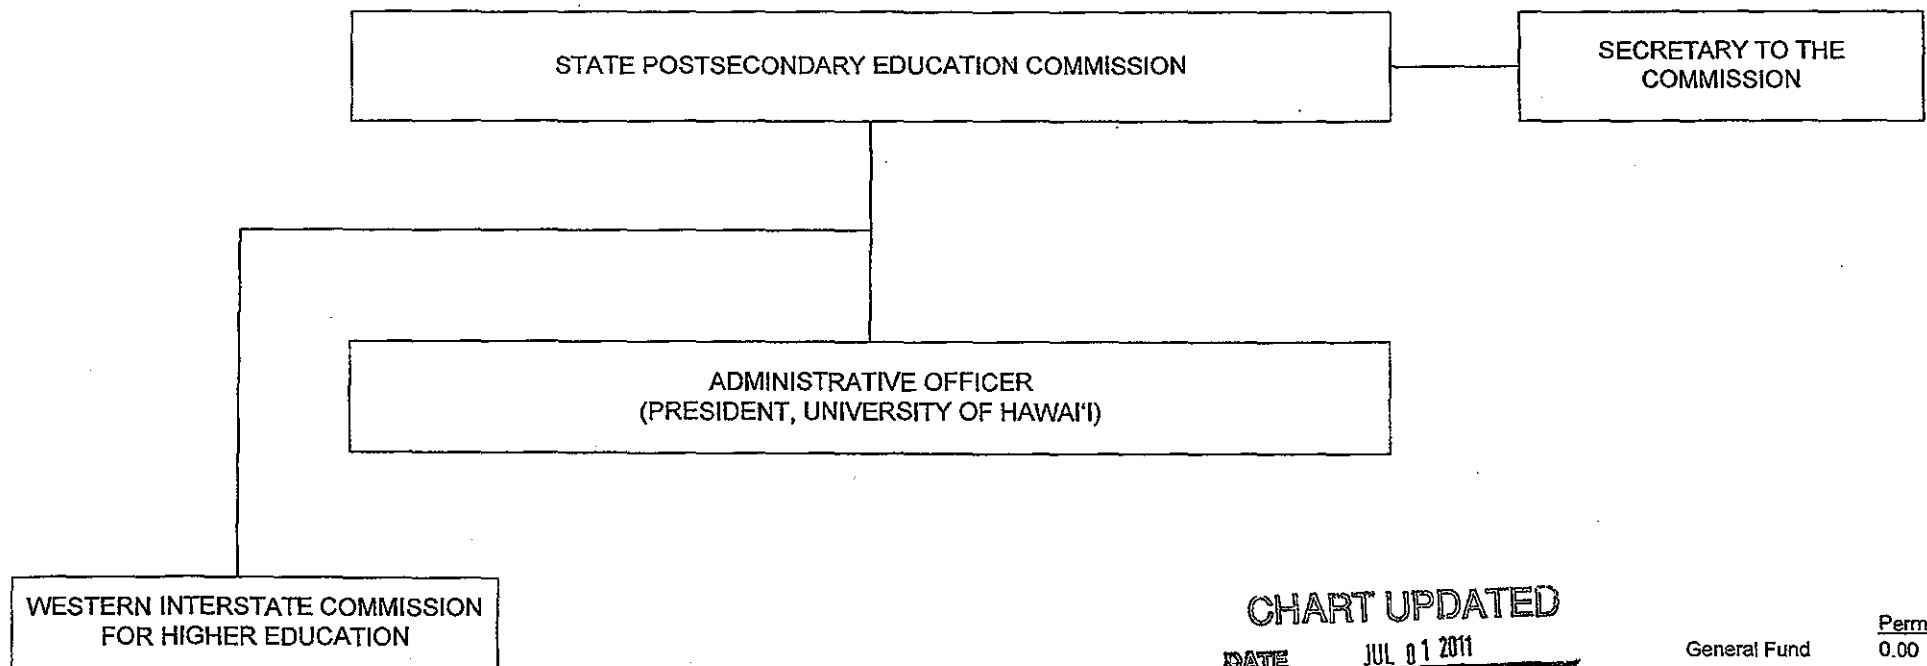 STATE POSTSECONDARY EDUCATION COMMISSION
SECRETARY TO THE
COMMISSION
ADMINISTRATIVE OFFICER
(PRESIDENT, UNIVERSITY OF HAWAI'I)
WESTERN INTERSTATE COMMISSION
FOR HIGHER EDUCATION
CHART UPDATED
DATE JUL 01 2011
Perm
General Fund 0.00